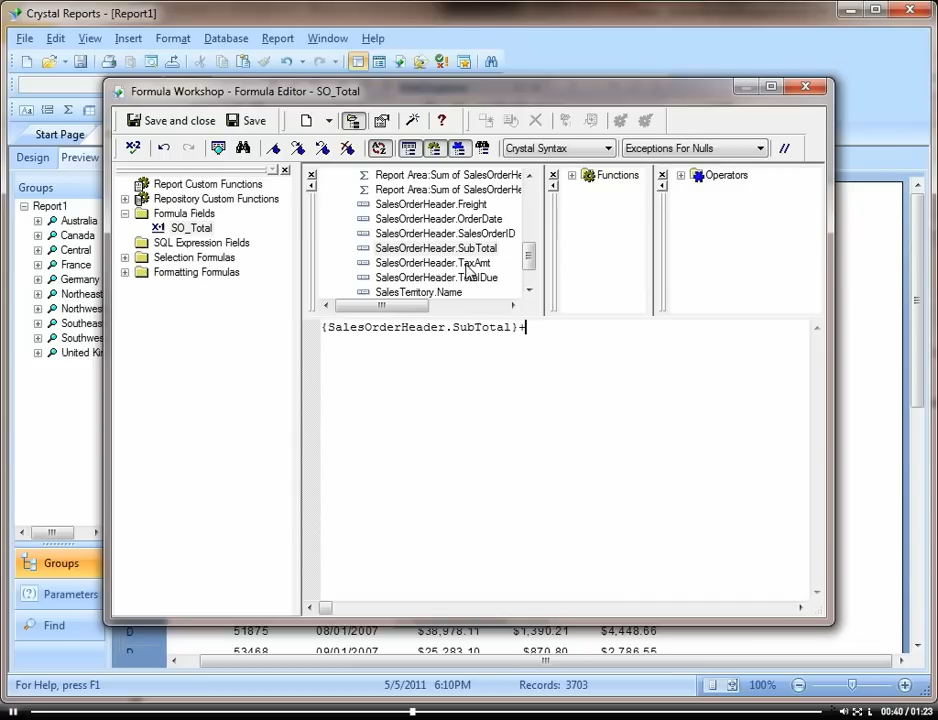 Crystal Reports - [Report1]
File Edit View Insert Format Database Report Window Help
Formula Workshop - Formula Editor - SO_Total
Save and close Save
Crystal Syntax Exceptions For Nulls
Start Page
Design Preview
Groups
Report1
Australia
Canada
Central
France
Germany
Northeas
Northwes
Southeas
Southwes
United Kin
Report Custom Functions
Repository Custom Functions
Formula Fields
SO_Total
SQL Expression Fields
Selection Formulas
Formatting Formulas
Report Area:Sum of SalesOrderHe
Report Area:Sum of SalesOrderHe
SalesOrderHeader.Freight
SalesOrderHeader.OrderDate
SalesOrderHeader.SalesOrderID
SalesOrderHeader.SubTotal
SalesOrderHeader.TaxAmt
SalesOrderHeader.TotalDue
SalesTerritory.Name
Functions
Operators
{SalesOrderHeader.SubTotal}+
Groups
Parameters
Find
D 51875 08/01/2007 $38,978.11 $1,390.21 $4,448.66
D 53468 08/01/2007 $25,283.10 $870.80 $2,786.55
For Help, press F1 5/5/2011 6:10PM Records: 3703 100%
00:40 / 01:23